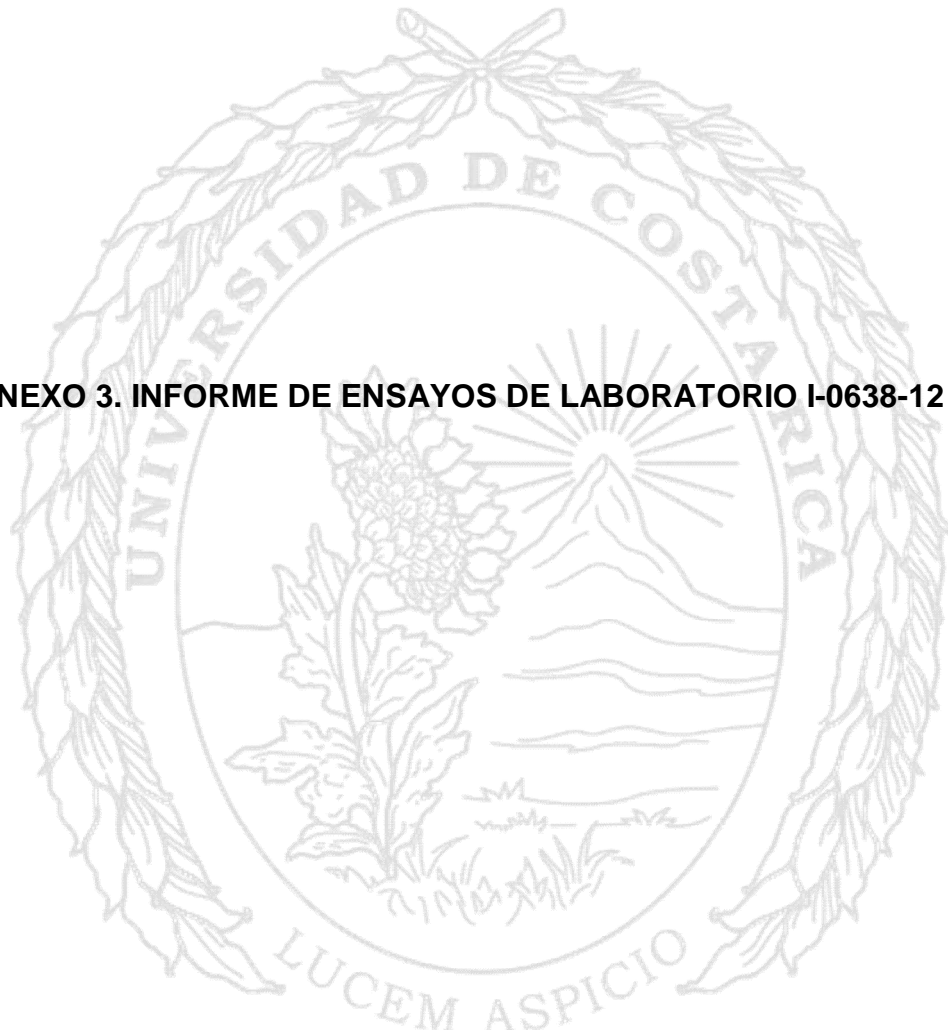 UNIVERSIDAD DE COSTA RICA
NEXO 3. INFORME DE ENSAYOS DE LABORATORIO I-0638-12
LUCEM ASPICIO